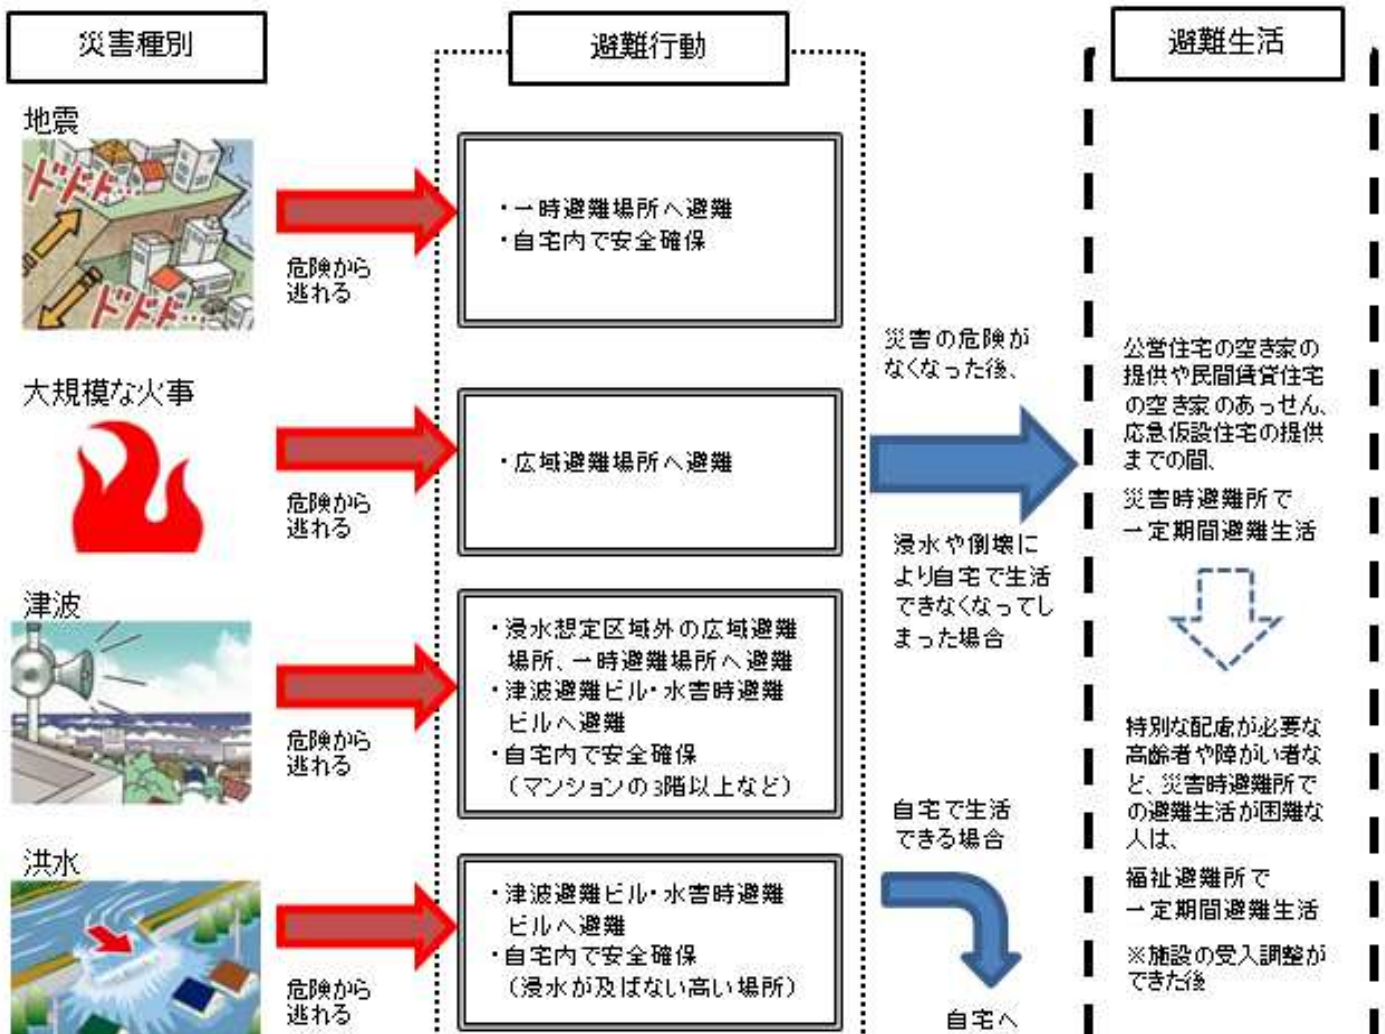 災害種別
避難行動
避難生活
地震
ドドド…
ドドド…
危険から
逃れる
・一時避難場所へ避難
・自宅内で安全確保
大規模な火事
危険から
逃れる
・広域避難場所へ避難
津波
危険から
逃れる
・浸水想定区域外の広域避難
場所、一時避難場所へ避難
・津波避難ビル・水害時避難
ビルへ避難
・自宅内で安全確保
（マンションの3階以上など）
洪水
危険から
逃れる
・津波避難ビル・水害時避難
ビルへ避難
・自宅内で安全確保
（浸水が及ばない高い場所）
災害の危険が
なくなった後、
浸水や倒壊に
より自宅で生活
できなくなってし
まった場合
自宅で生活
できる場合
自宅へ
公営住宅の空き家の
提供や民間賃貸住宅
の空き家のあっせん、
応急仮設住宅の提供
までの間、
災害時避難所で
一定期間避難生活
特別な配慮が必要な
高齢者や障がい者な
ど、災害時避難所で
の避難生活が困難な
人は、
福祉避難所で
一定期間避難生活
※施設の受入調整が
できた後